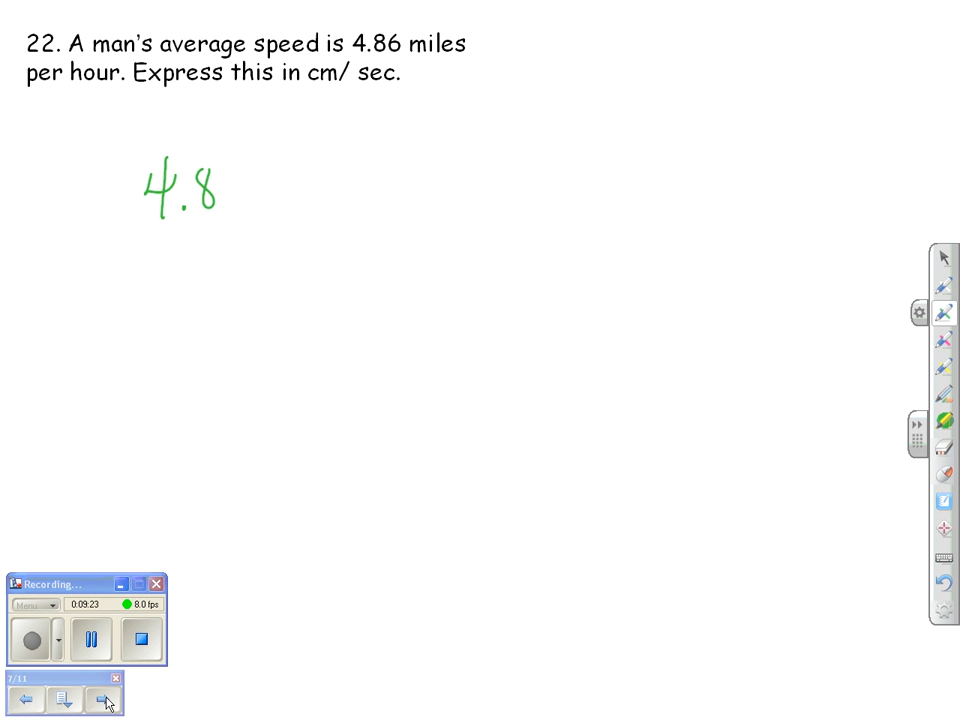 22. A man's average speed is 4.86 miles
per hour. Express this in cm/ sec.
4.8
Recording...
Menu
0:09:23
8.0 fps
7/11